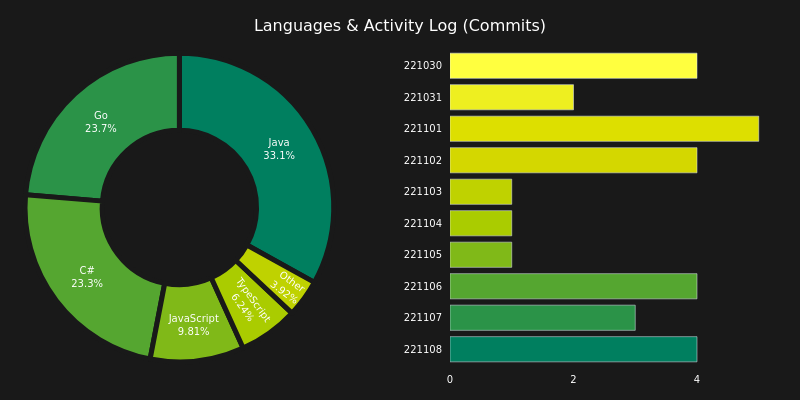 Languages & Activity Log (Commits)
Go
23.7%
Java
33.1%
C#
23.3%
JavaScript
9.81%
TypeScript
6.24%
Other
3.92%
221030
221031
221101
221102
221103
221104
221105
221106
221107
221108
0 2 4